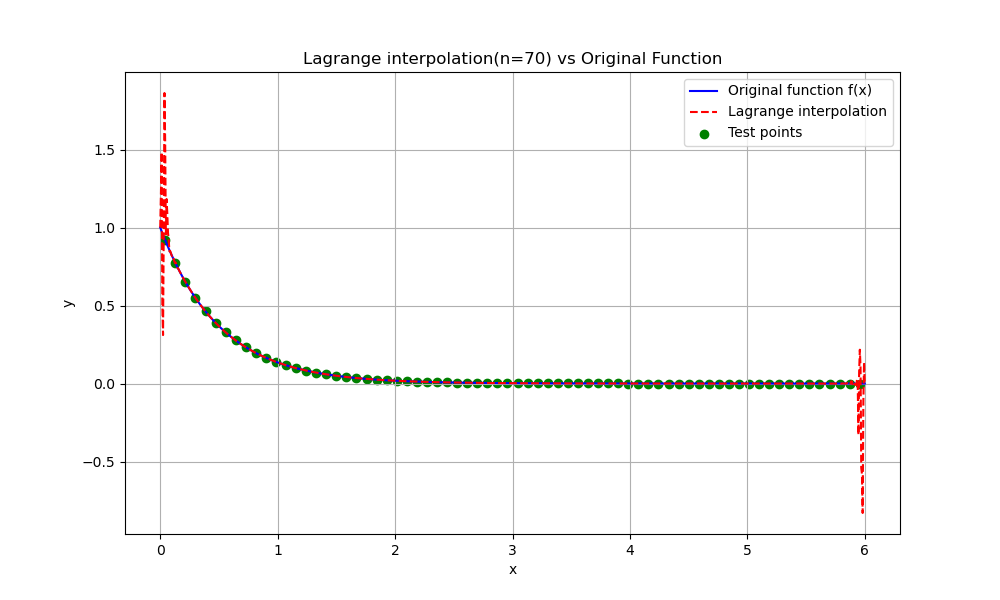 Lagrange interpolation(n=70) vs Original Function
Original function f(x)
Lagrange interpolation
Test points
1.5
1.0
0.5
0.0
−0.5
y
0 1 2 3 4 5 6
x